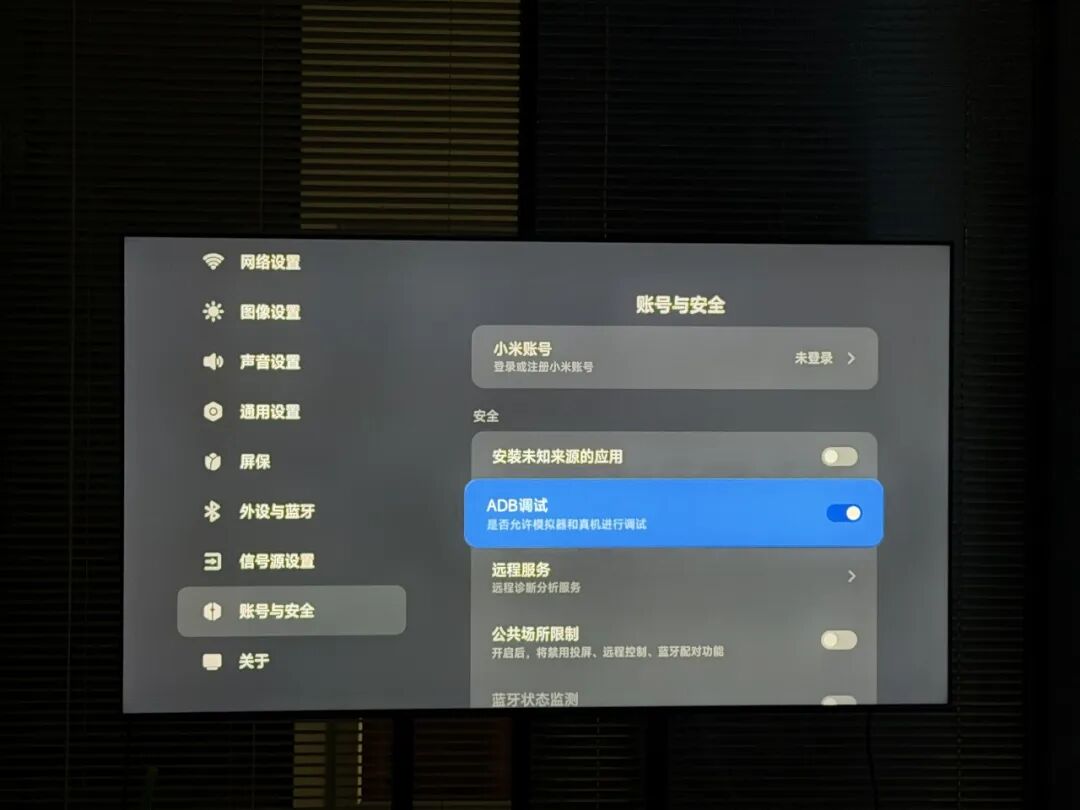 网络设置
图像设置
声音设置
通用设置
屏保
外设与蓝牙
信号源设置
账号与安全
关于
账号与安全
小米账号
登录或注册小米账号
未登录
安全
安装未知来源的应用
ADB调试
是否允许模拟器和真机进行调试
远程服务
远程诊断分析服务
公共场所限制
开启后，将禁用投屏、远程控制、蓝牙配对功能
蓝牙状态监测